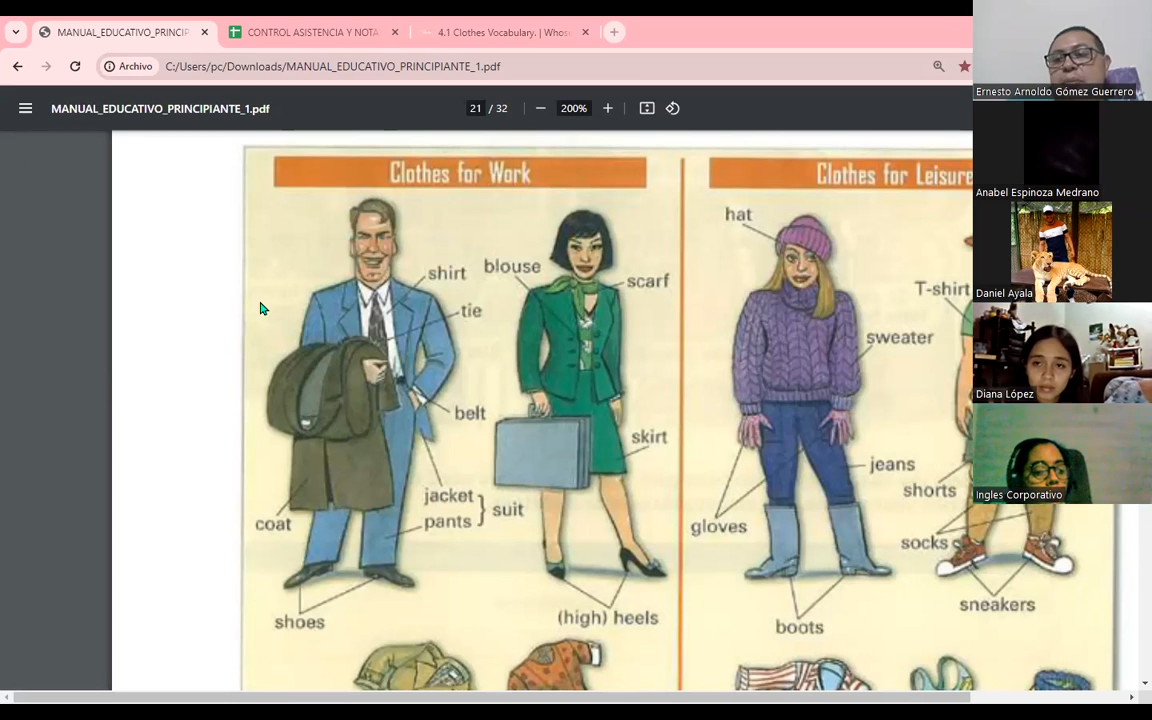 MANUAL_EDUCATIVO_PRINCIP
CONTROL ASISTENCIA Y NOTA
4.1 Clothes Vocabulary. | Whos
Archivo
C:/Users/pc/Downloads/MANUAL_EDUCATIVO_PRINCIPIANTE_1.pdf
MANUAL_EDUCATIVO_PRINCIPIANTE_1.pdf
21 / 32
200%
Clothes for Work
Clothes for Leisure
hat
shirt
blouse
scarf
T-shirt
tie
sweater
belt
skirt
jeans
shorts
jacket
pants
suit
coat
gloves
socks
sneakers
shoes
(high) heels
boots
Ernesto Arnoldo Gómez Guerrero
Anabel Espinoza Medrano
Daniel Ayala
Diana López
Ingles Corporativo